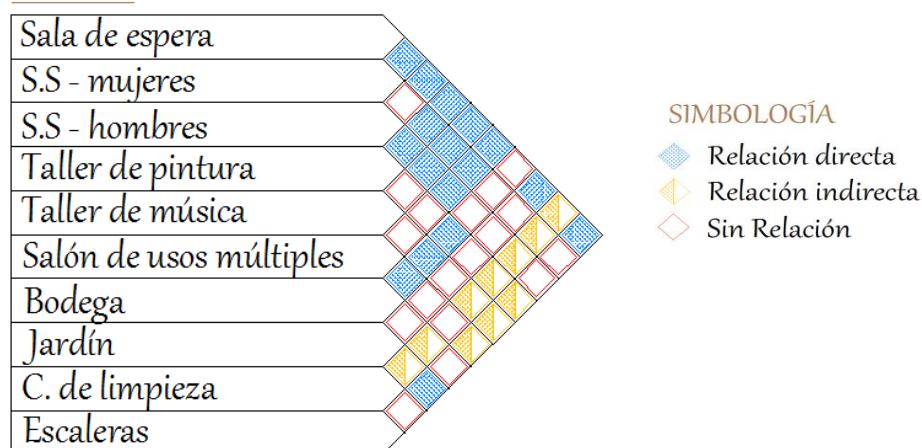 Sala de espera
S.S - mujeres
S.S - hombres
Taller de pintura
Taller de música
Salón de usos múltiples
Bodega
Jardín
C. de limpieza
Escaleras
SIMBOLOGÍA
Relación directa
Relación indirecta
Sin Relación